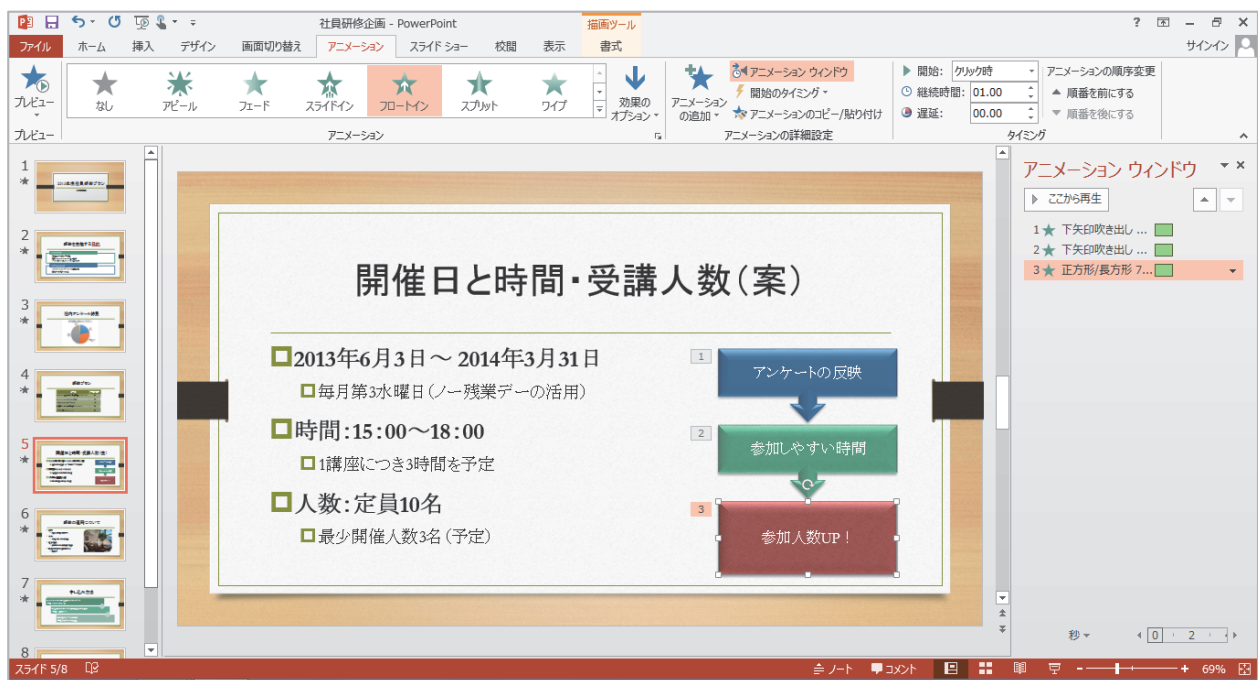 社員研修企画 - PowerPoint
描画ツール
?
ファイル ホーム 挿入 デザイン 画面切り替え アニメーション スライド ショー 校閲 表示 書式 サインイン
プレビュー
なし アピール フェード スライドイン フロートイン スプリット ワイプ
効果のオプション
アニメーションの追加
アニメーション ウィンドウ
開始のタイミング
アニメーションのコピー/貼り付け
開始: クリック時
継続時間: 01.00
遅延: 00.00
アニメーションの順序変更
順番を前にする
順番を後にする
プレビュー アニメーション アニメーションの詳細設定 タイミング
1
2
3
4
5
6
7
8
開催日と時間・受講人数(案)
2013年6月3日～ 2014年3月31日
毎月第3水曜日(ノー残業デーの活用)
時間:15:00～18:00
1講座につき3時間を予定
人数:定員10名
最少開催人数3名(予定)
1 アンケートの反映
2 参加しやすい時間
3 参加人数UP!
アニメーション ウィンドウ
ここから再生
1 下矢印吹き出し ...
2 下矢印吹き出し ...
3 正方形/長方形 7...
秒 0 2
スライド 5/8 ノート コメント 69%